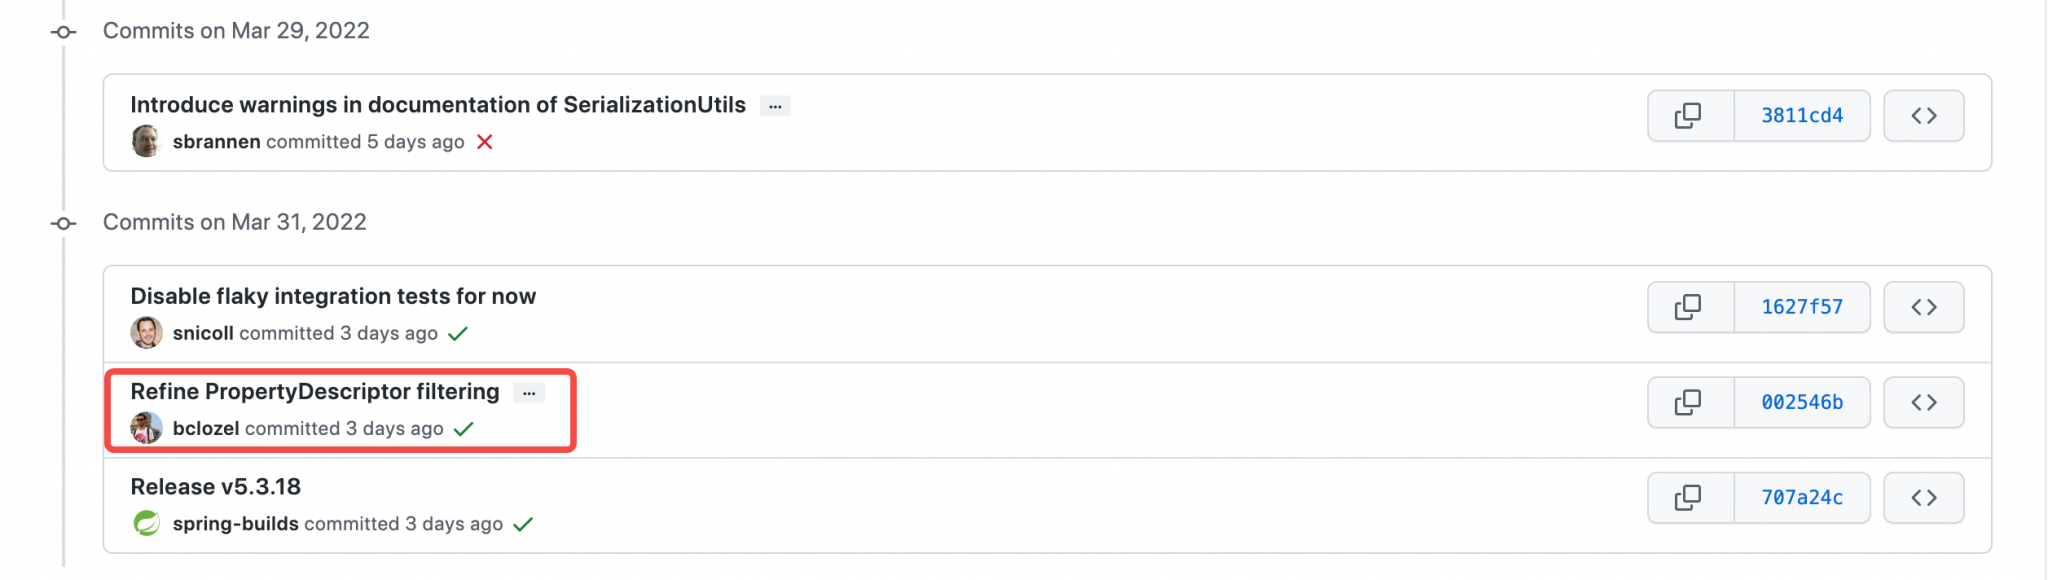 Commits on Mar 29, 2022
Introduce warnings in documentation of SerializationUtils ...
sbrannen committed 5 days ago
3811cd4
Commits on Mar 31, 2022
Disable flaky integration tests for now
snicoll committed 3 days ago
1627f57
Refine PropertyDescriptor filtering ...
bclozel committed 3 days ago
002546b
Release v5.3.18
spring-builds committed 3 days ago
707a24c